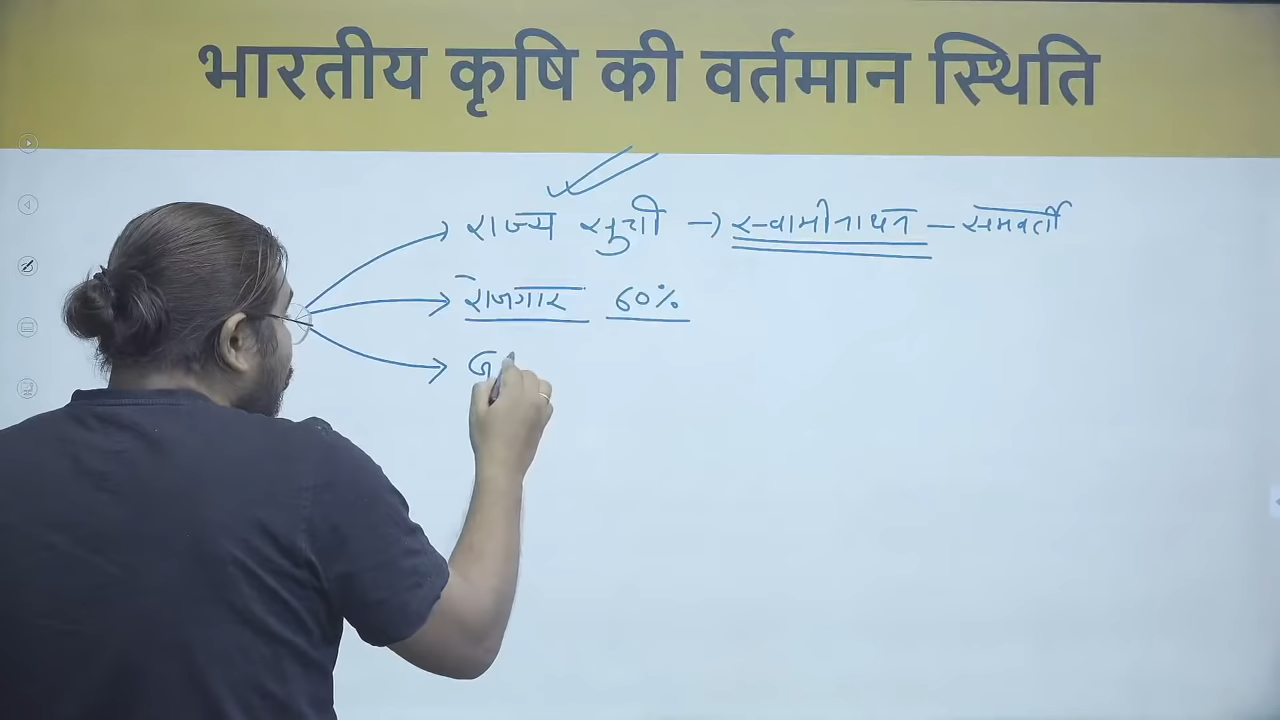 भारतीय कृषि की वर्तमान स्थिति
राज्य सूची → स्वामीनाथन – समवर्ती
रोजगार 60%
G